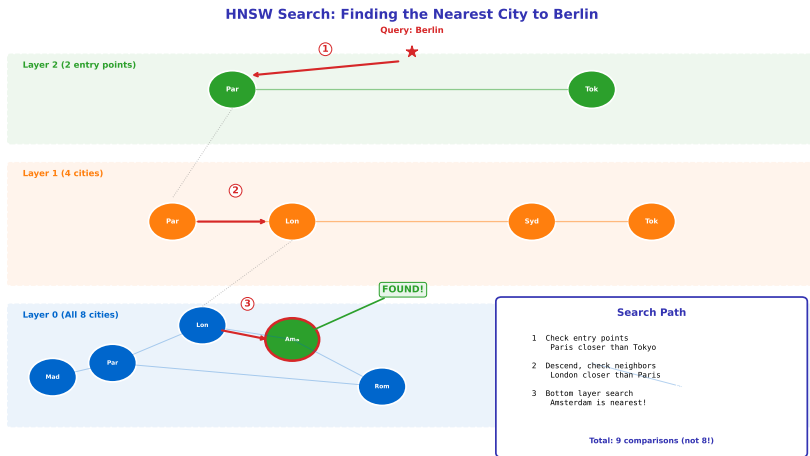 HNSW Search: Finding the Nearest City to Berlin
Query: Berlin
1
Layer 2 (2 entry points)
Par
Tok
Layer 1 (4 cities)
2
Par
Lon
Syd
Tok
FOUND!
3
Layer 0 (All 8 cities)
Lon
Ams
Par
Mad
Rom
Search Path
1 Check entry points
Paris closer than Tokyo
2 Descend, check neighbors
London closer than Paris
3 Bottom layer search
Amsterdam is nearest!
Total: 9 comparisons (not 8!)